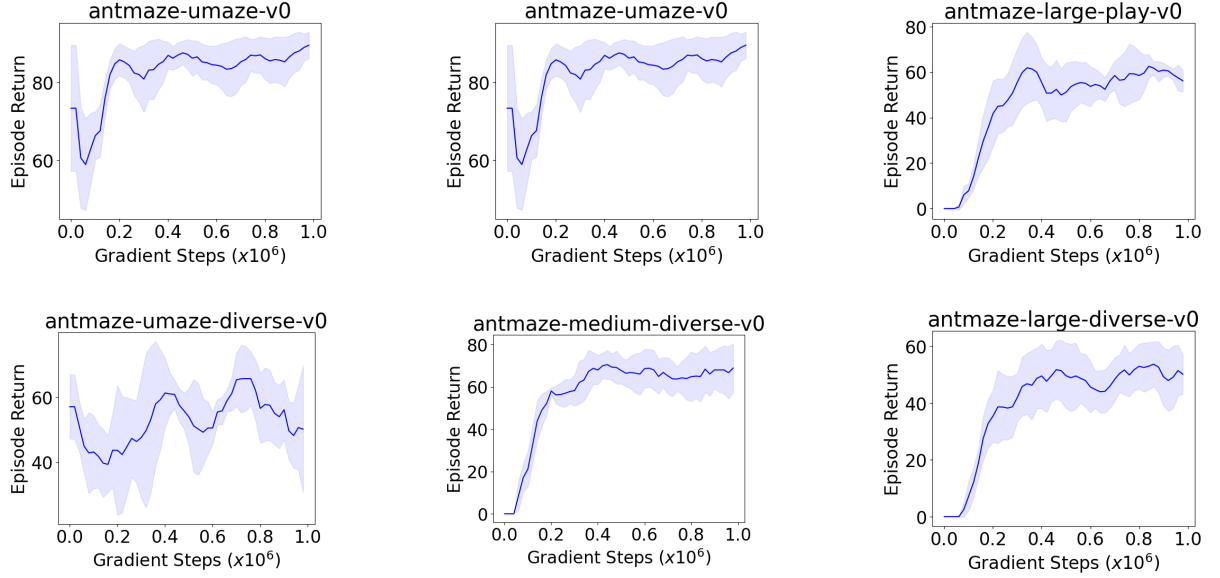 antmaze-umaze-v0
Episode Return
80
60
0.0 0.2 0.4 0.6 0.8 1.0
Gradient Steps (x10^6)
antmaze-umaze-v0
Episode Return
80
60
0.0 0.2 0.4 0.6 0.8 1.0
Gradient Steps (x10^6)
antmaze-large-play-v0
Episode Return
80
60
40
20
0
0.0 0.2 0.4 0.6 0.8 1.0
Gradient Steps (x10^6)
antmaze-umaze-diverse-v0
Episode Return
60
40
0.0 0.2 0.4 0.6 0.8 1.0
Gradient Steps (x10^6)
antmaze-medium-diverse-v0
Episode Return
80
60
40
20
0
0.0 0.2 0.4 0.6 0.8 1.0
Gradient Steps (x10^6)
antmaze-large-diverse-v0
Episode Return
60
40
20
0
0.0 0.2 0.4 0.6 0.8 1.0
Gradient Steps (x10^6)